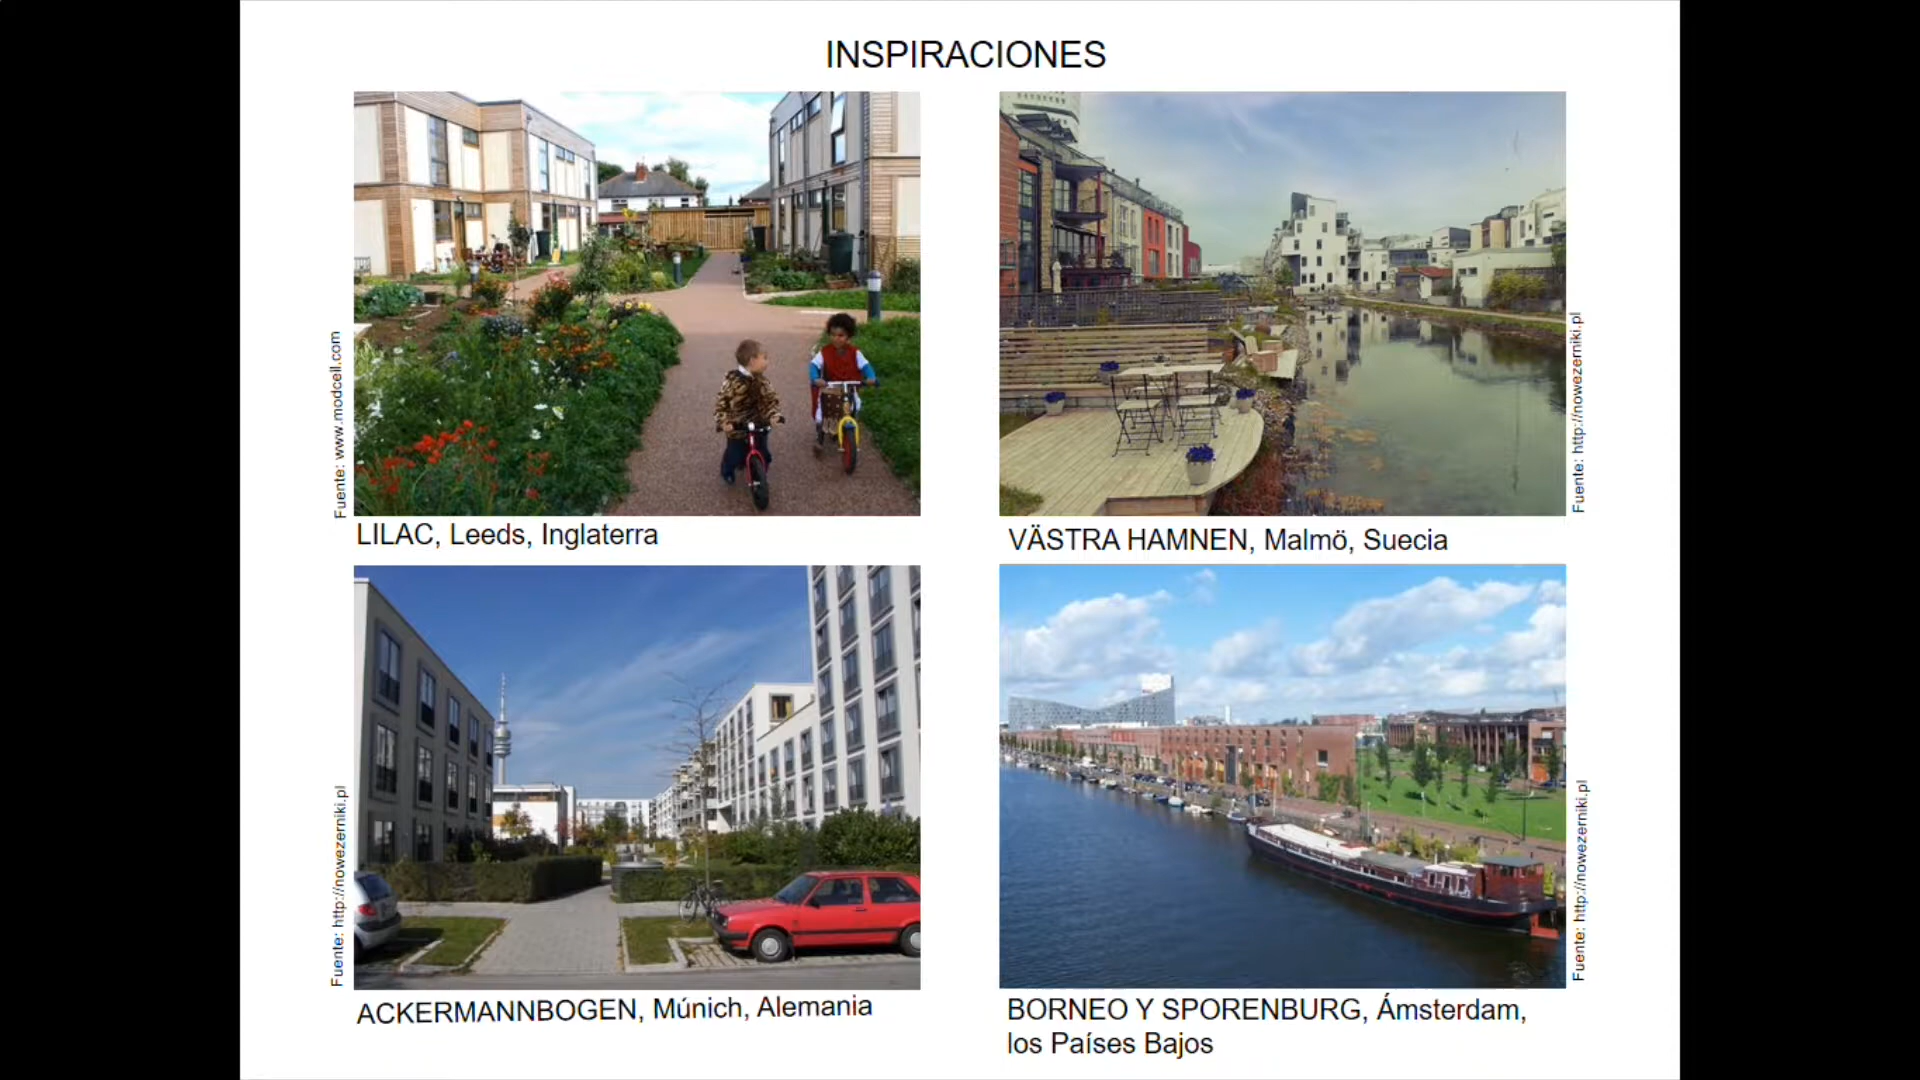 INSPIRACIONES
Fuente: www.modcell.com
LILAC, Leeds, Inglaterra
Fuente: http://nowezerniki.pl
VÄSTRA HAMNEN, Malmö, Suecia
Fuente: http://nowezerniki.pl
ACKERMANNBOGEN, Múnich, Alemania
Fuente: http://nowezerniki.pl
BORNEO Y SPORENBURG, Ámsterdam,
los Países Bajos